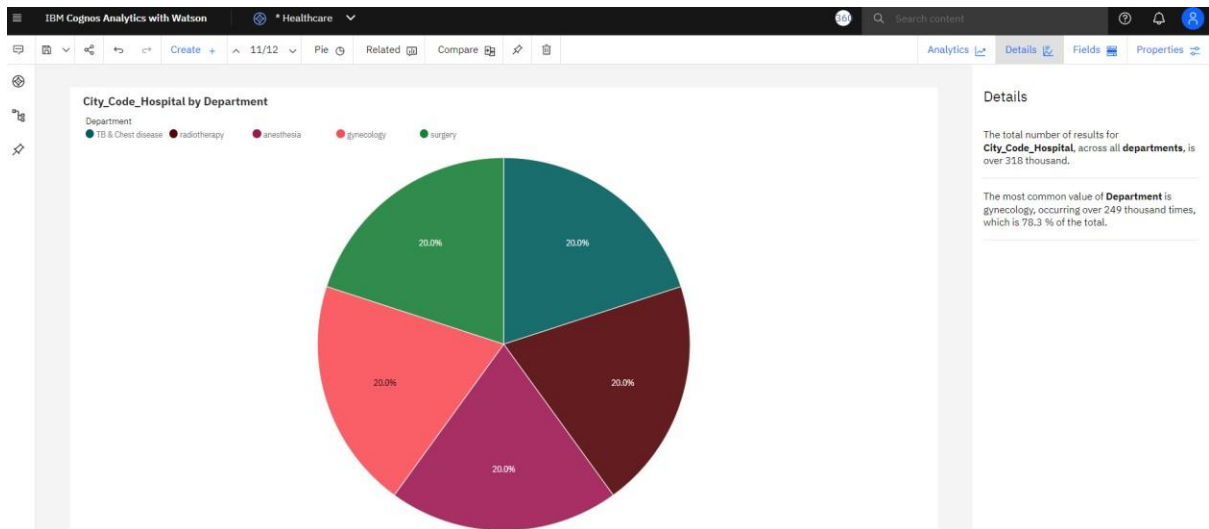 IBM Cognos Analytics with Watson
* Healthcare
360
Search content
Create +
11/12
Pie
Related
Compare
Analytics
Details
Fields
Properties
City_Code_Hospital by Department
Department
TB & Chest disease radiotherapy anesthesia gynecology surgery
20.0%
20.0%
20.0%
20.0%
20.0%
Details
The total number of results for
City_Code_Hospital, across all departments, is
over 318 thousand.
The most common value of Department is
gynecology, occurring over 249 thousand times,
which is 78.3 % of the total.